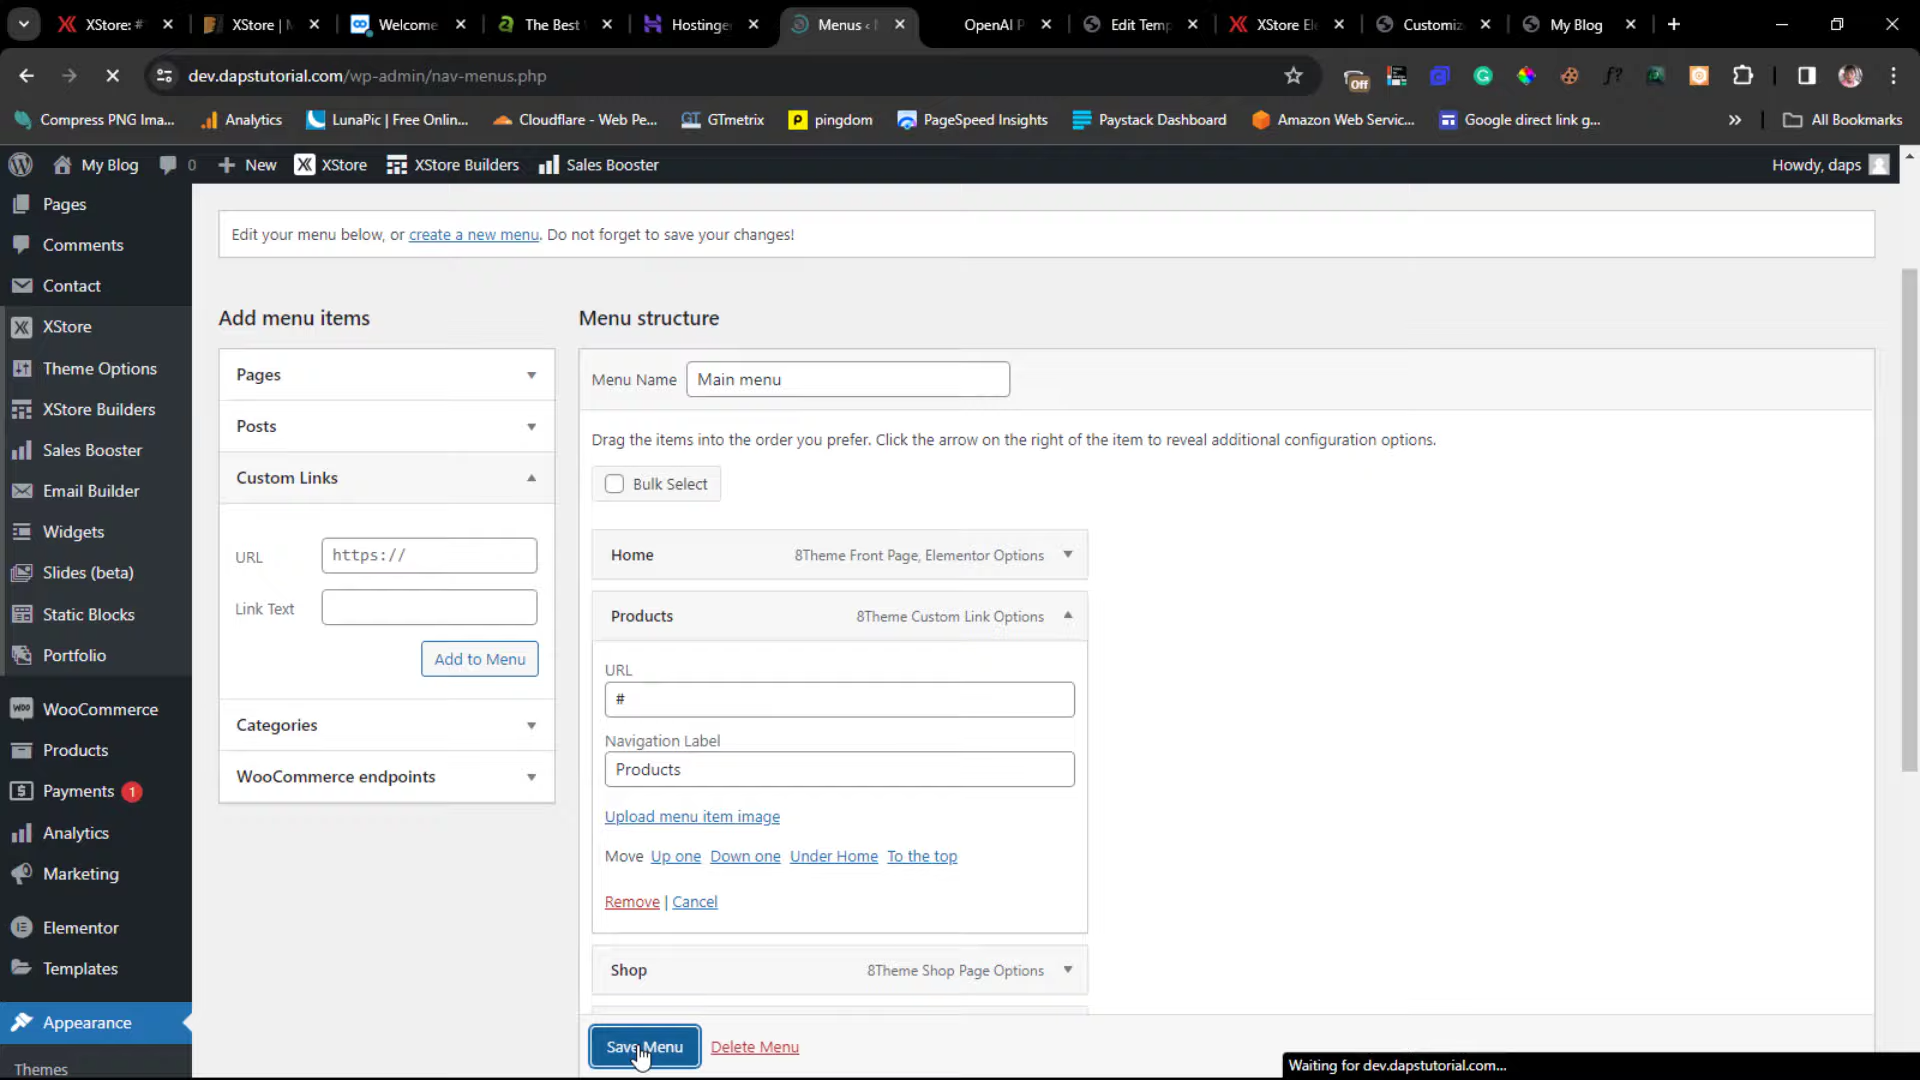 XStore: #
XStore | M
Welcome
The Best
Hostinge
Menus ‹
OpenAI P
Edit Temp
XStore El
Customiz
My Blog
dev.dapstutorial.com/wp-admin/nav-menus.php
Off
Compress PNG Ima...
Analytics
LunaPic | Free Onlin...
Cloudflare - Web Pe...
GTmetrix
pingdom
PageSpeed Insights
Paystack Dashboard
Amazon Web Servic...
Google direct link g...
»
All Bookmarks
My Blog
0
New
XStore
XStore Builders
Sales Booster
Howdy, daps
Pages
Comments
Contact
XStore
Theme Options
XStore Builders
Sales Booster
Email Builder
Widgets
Slides (beta)
Static Blocks
Portfolio
WooCommerce
Products
Payments 1
Analytics
Marketing
Elementor
Templates
Appearance
Themes
Edit your menu below, or create a new menu. Do not forget to save your changes!
Add menu items
Pages
Posts
Custom Links
URL
https://
Link Text
Add to Menu
Categories
WooCommerce endpoints
Menu structure
Menu Name
Main menu
Drag the items into the order you prefer. Click the arrow on the right of the item to reveal additional configuration options.
Bulk Select
Home
8Theme Front Page, Elementor Options
Products
8Theme Custom Link Options
URL
#
Navigation Label
Products
Upload menu item image
Move Up one Down one Under Home To the top
Remove | Cancel
Shop
8Theme Shop Page Options
Save Menu
Delete Menu
Waiting for dev.dapstutorial.com...